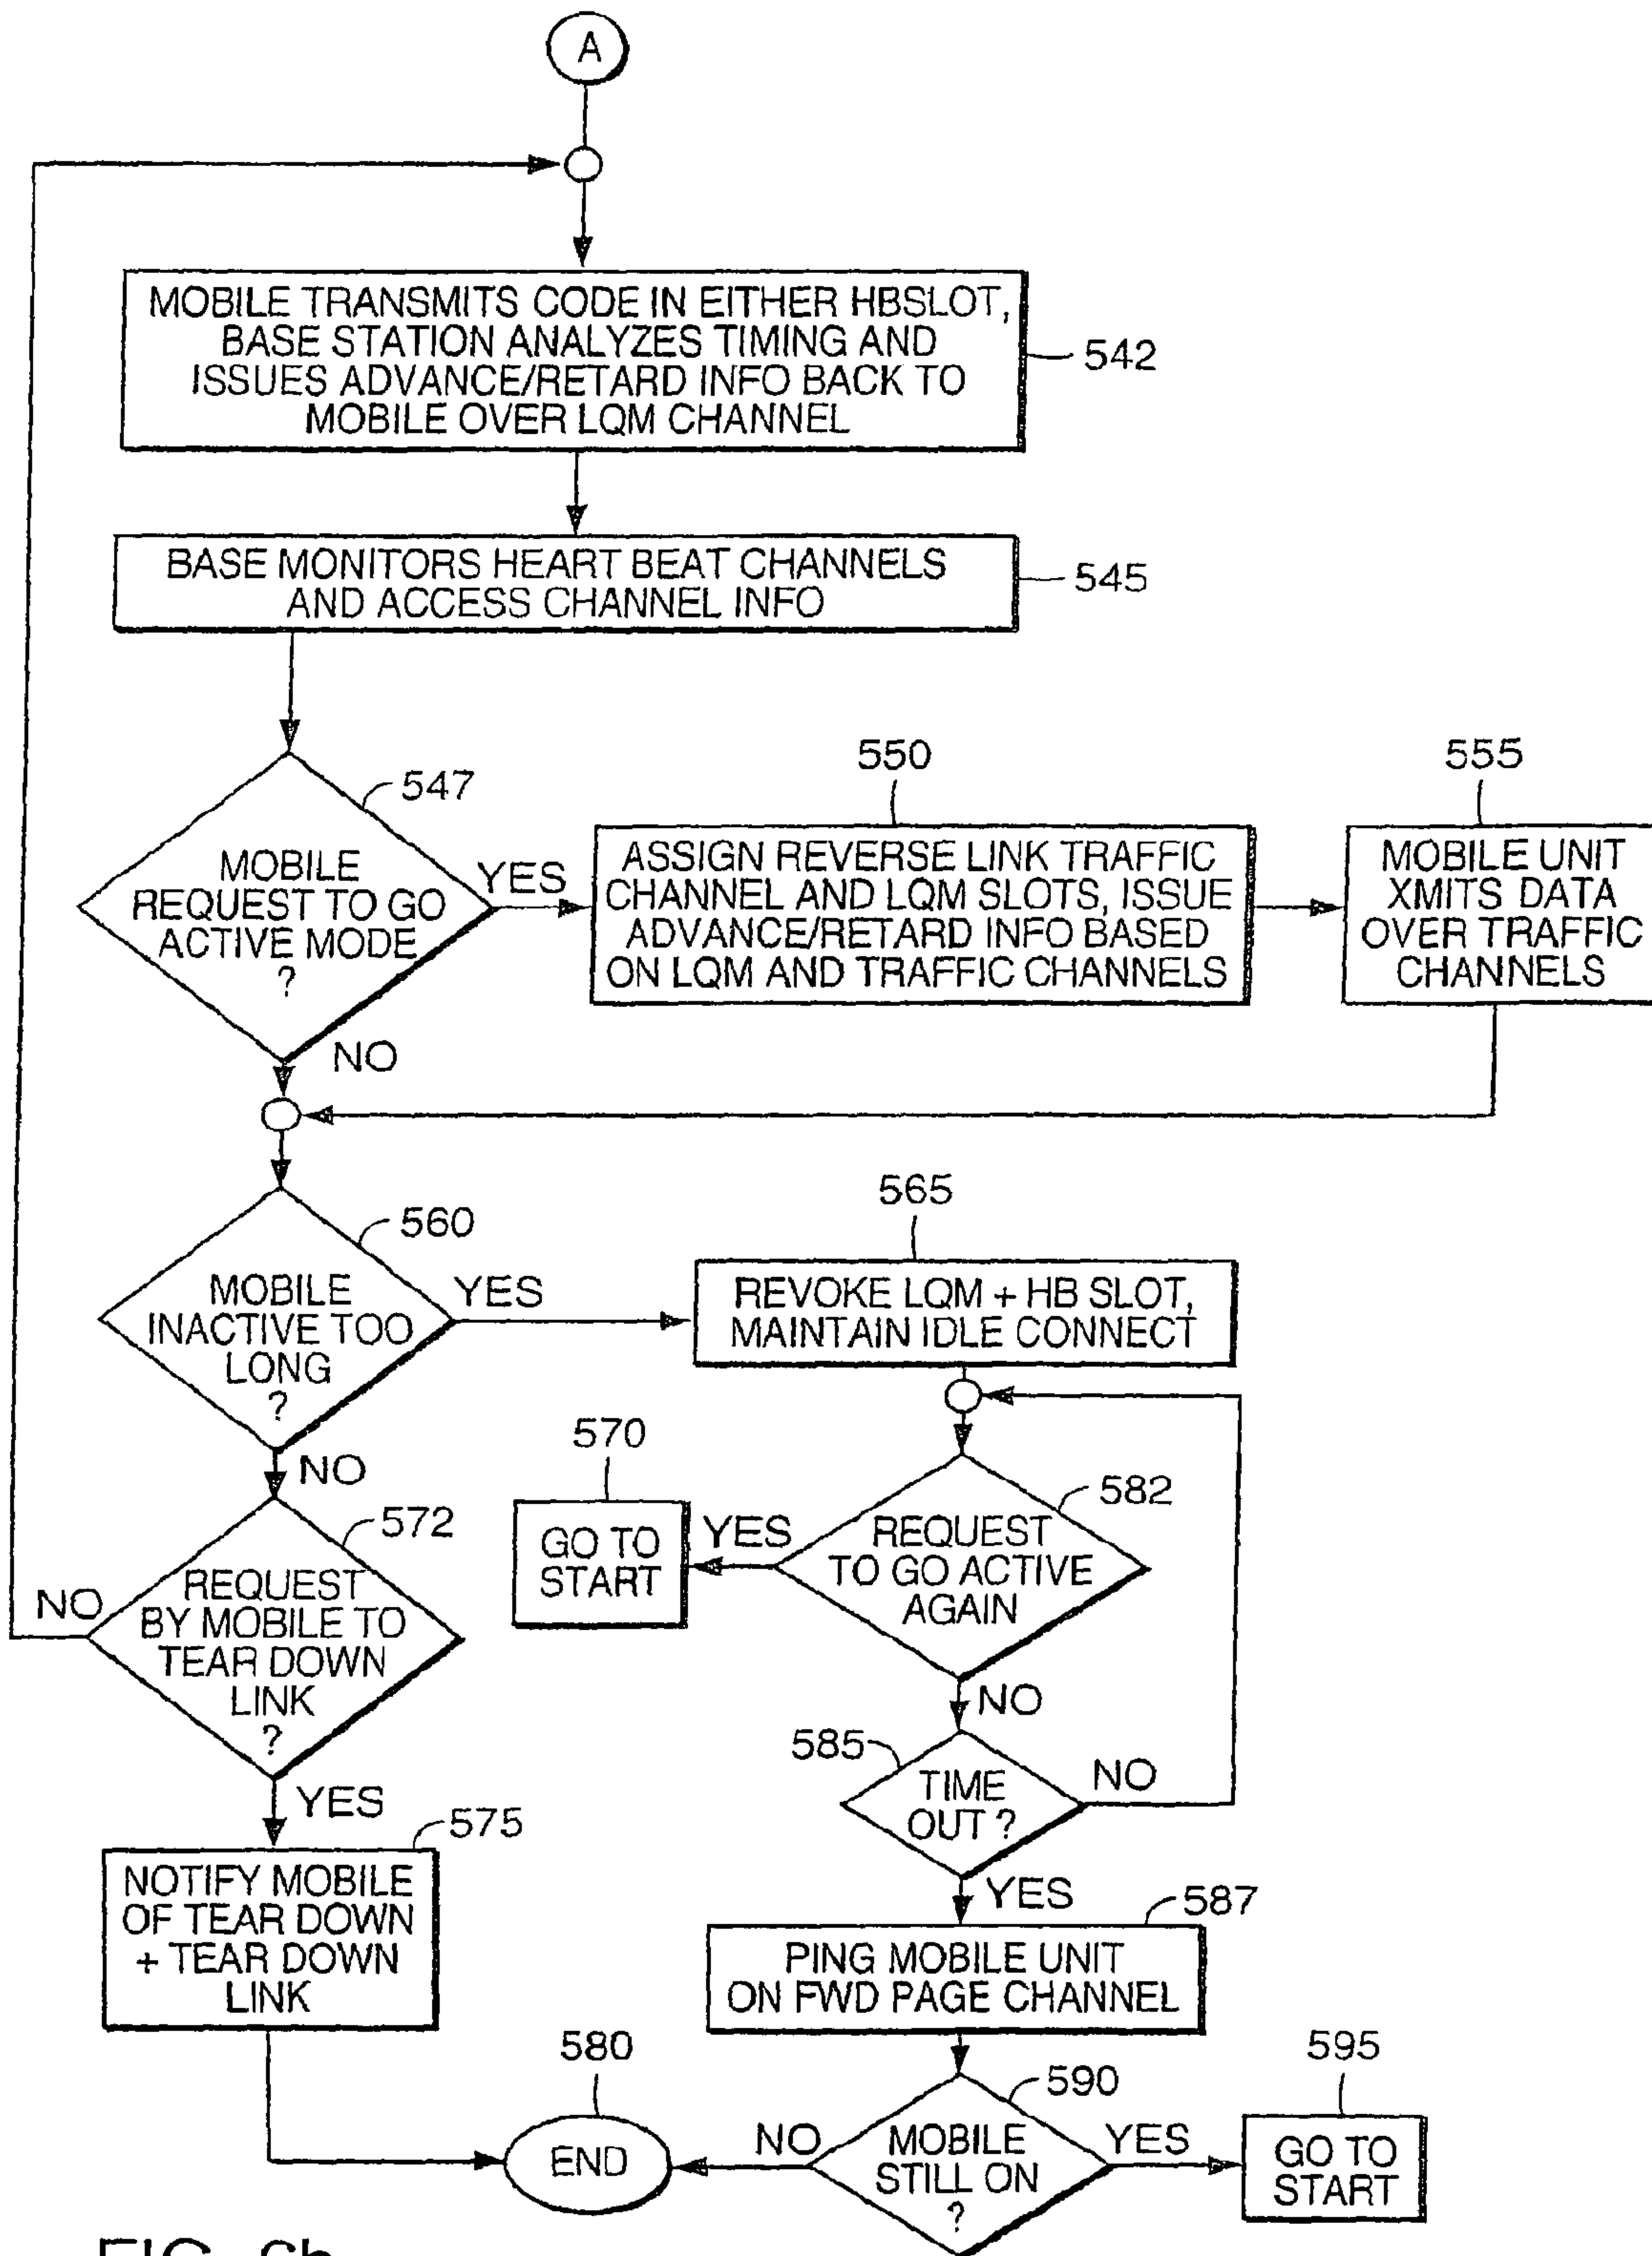 A
MOBILE TRANSMITS CODE IN EITHER HBSLOT,
BASE STATION ANALYZES TIMING AND
ISSUES ADVANCE/RETARD INFO BACK TO
MOBILE OVER LQM CHANNEL
542
BASE MONITORS HEART BEAT CHANNELS
AND ACCESS CHANNEL INFO
545
547
MOBILE
REQUEST TO GO
ACTIVE MODE
?
YES
NO
550
ASSIGN REVERSE LINK TRAFFIC
CHANNEL AND LQM SLOTS, ISSUE
ADVANCE/RETARD INFO BASED
ON LQM AND TRAFFIC CHANNELS
555
MOBILE UNIT
XMITS DATA
OVER TRAFFIC
CHANNELS
560
MOBILE
INACTIVE TOO
LONG
?
YES
NO
565
REVOKE LQM + HB SLOT,
MAINTAIN IDLE CONNECT
570
GO TO
START
YES
582
REQUEST
TO GO ACTIVE
AGAIN
NO
572
REQUEST
BY MOBILE TO
TEAR DOWN
LINK
?
NO
YES
585
TIME
OUT ?
NO
YES
575
NOTIFY MOBILE
OF TEAR DOWN
+ TEAR DOWN
LINK
587
PING MOBILE UNIT
ON FWD PAGE CHANNEL
580
END
NO
590
MOBILE
STILL ON
?
YES
595
GO TO
START
FIG. 6b